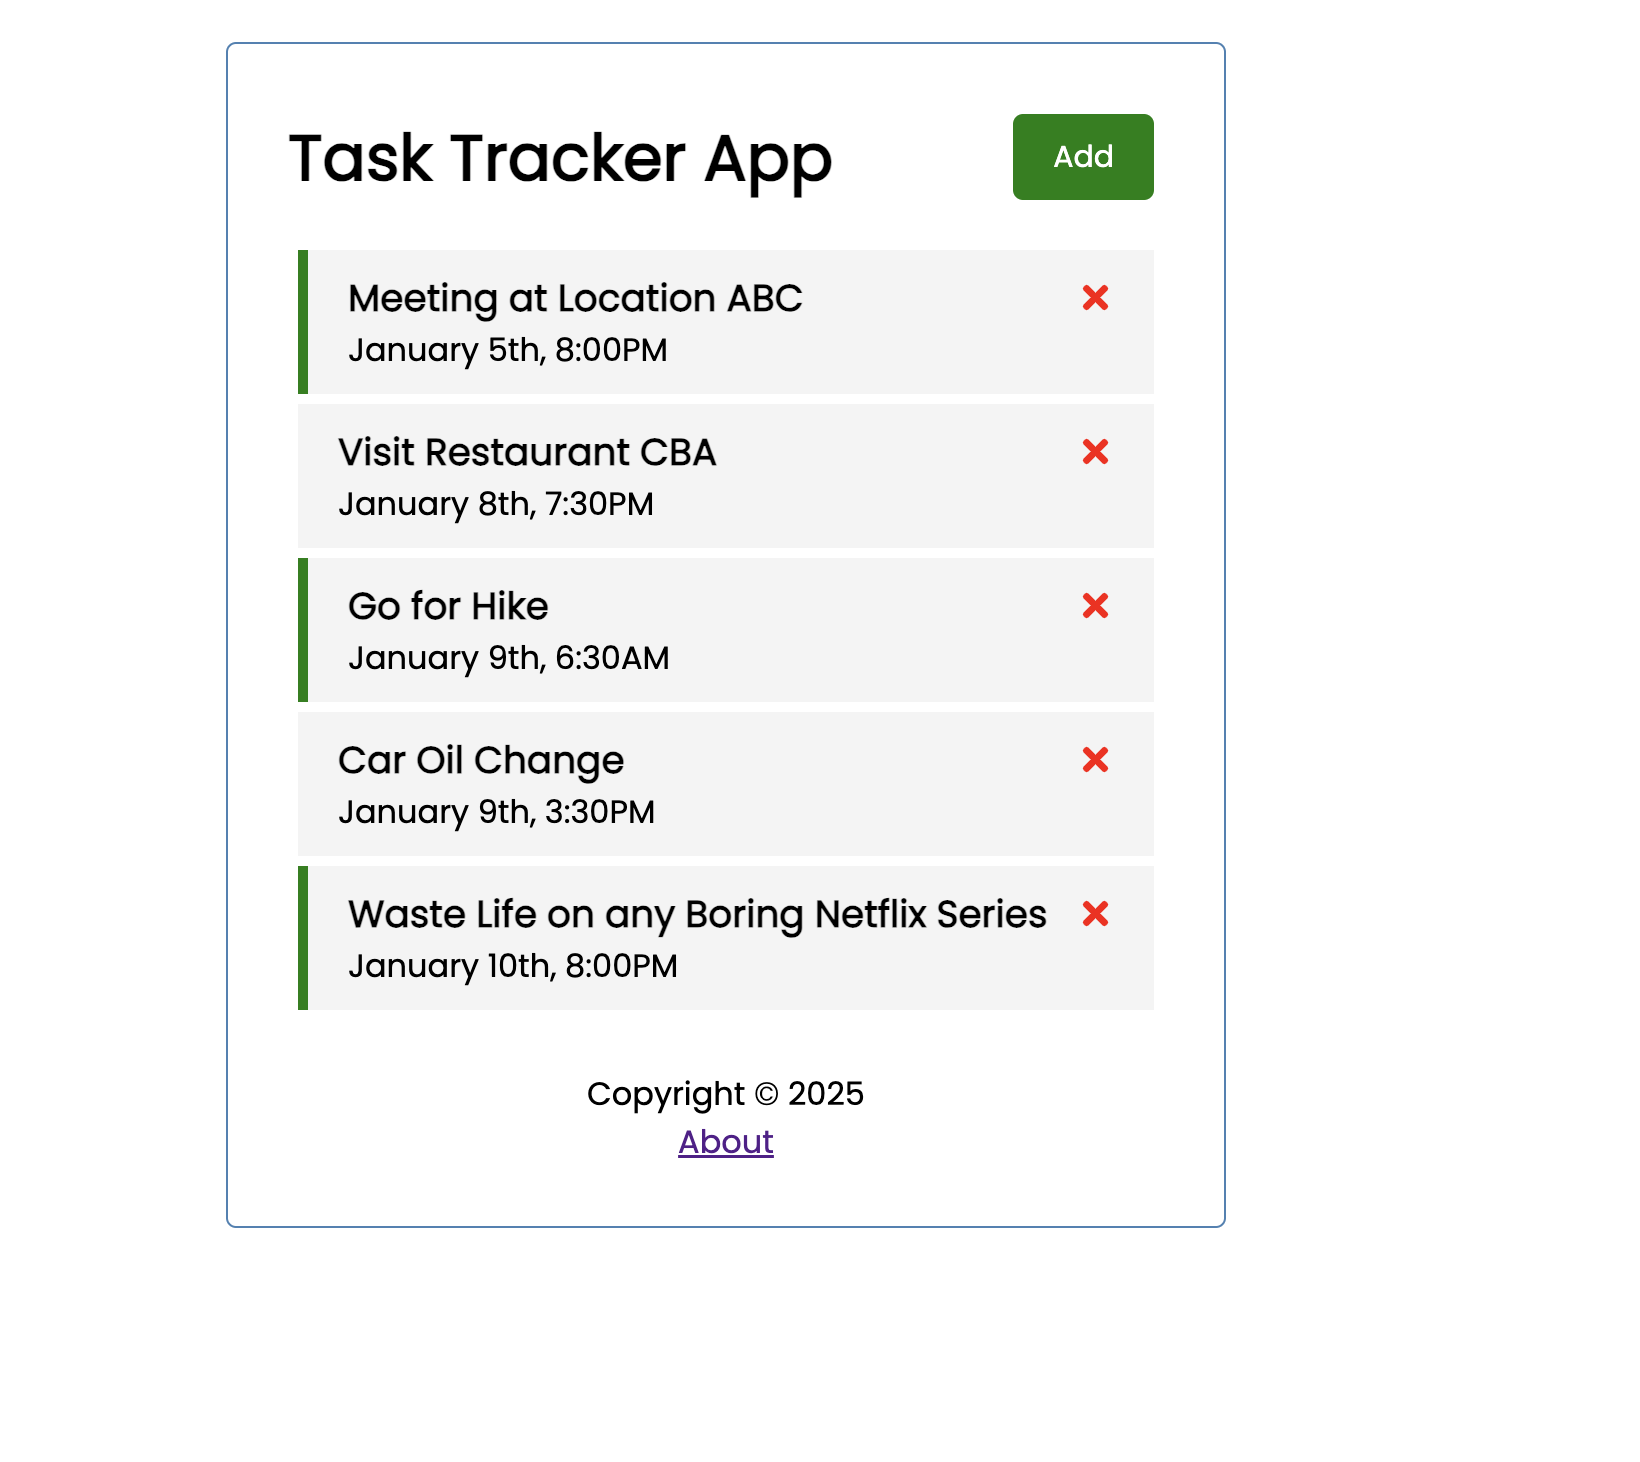 Task Tracker App
Add
Meeting at Location ABC
January 5th, 8:00PM
Visit Restaurant CBA
January 8th, 7:30PM
Go for Hike
January 9th, 6:30AM
Car Oil Change
January 9th, 3:30PM
Waste Life on any Boring Netflix Series
January 10th, 8:00PM
Copyright © 2025
About